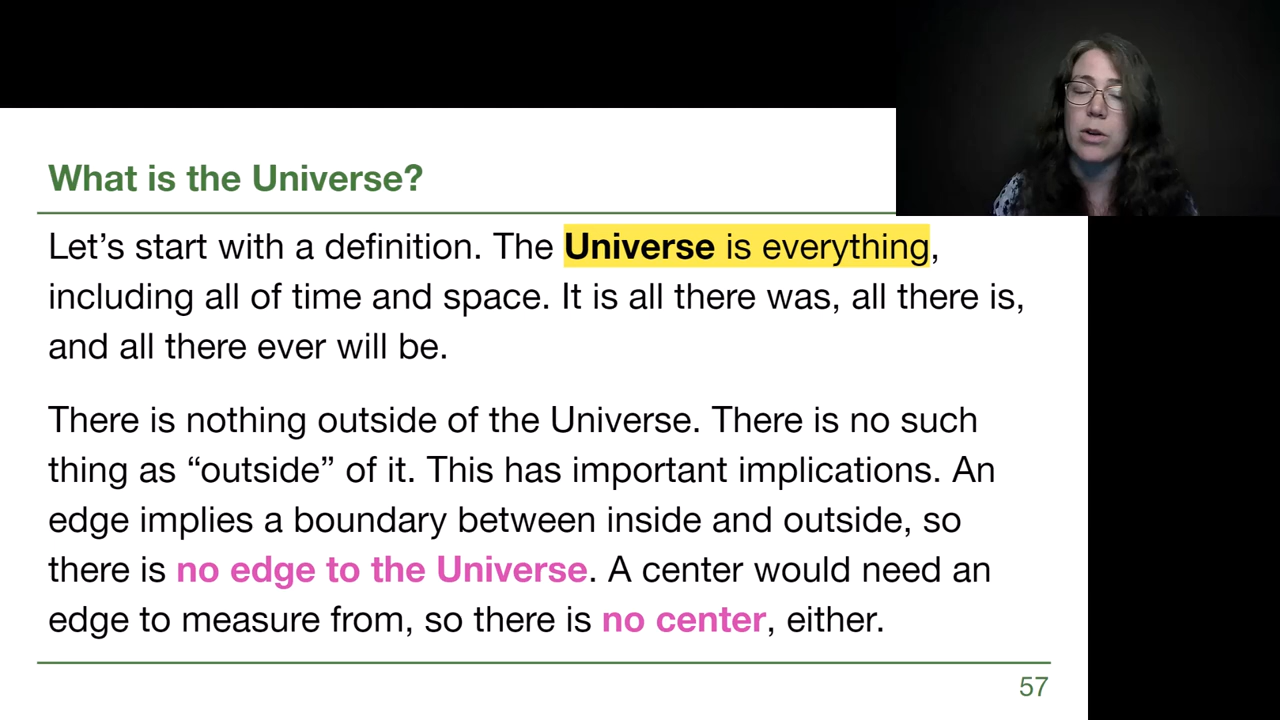 What is the Universe?
Let’s start with a definition. The Universe is everything,
including all of time and space. It is all there was, all there is,
and all there ever will be.
There is nothing outside of the Universe. There is no such
thing as “outside” of it. This has important implications. An
edge implies a boundary between inside and outside, so
there is no edge to the Universe. A center would need an
edge to measure from, so there is no center, either.
57